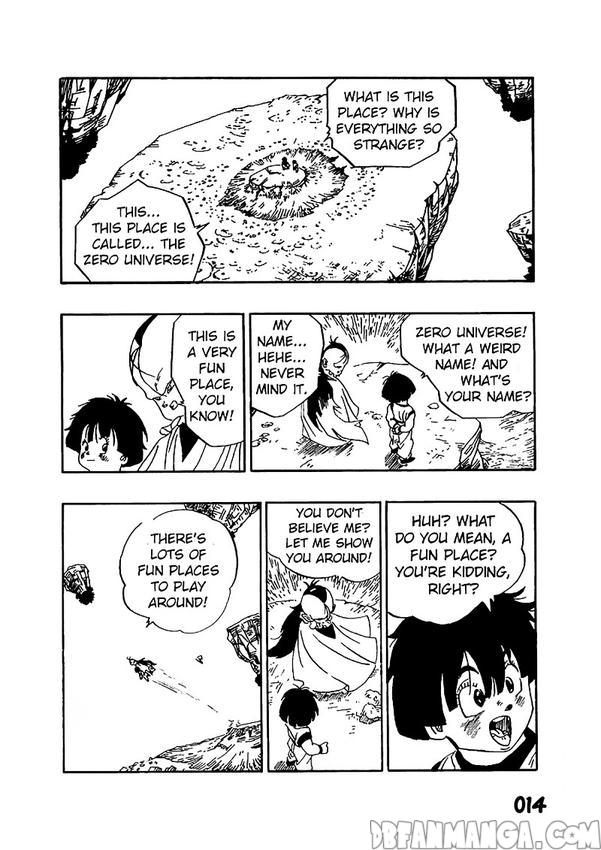 WHAT IS THIS
PLACE? WHY IS
EVERYTHING SO
STRANGE?
THIS...
THIS PLACE IS
CALLED... THE
ZERO UNIVERSE!
ZERO UNIVERSE!
WHAT A WEIRD
NAME! AND
WHAT'S
YOUR NAME?
MY
NAME...
HEHE...
NEVER
MIND IT.
THIS IS
A VERY
FUN
PLACE,
YOU
KNOW!
HUH? WHAT
DO YOU MEAN, A
FUN PLACE?
YOU'RE KIDDING,
RIGHT?
YOU DON'T
BELIEVE ME?
LET ME SHOW
YOU AROUND!
THERE'S
LOTS OF
FUN PLACES
TO PLAY
AROUND!
014
DBFANMANGA.COM